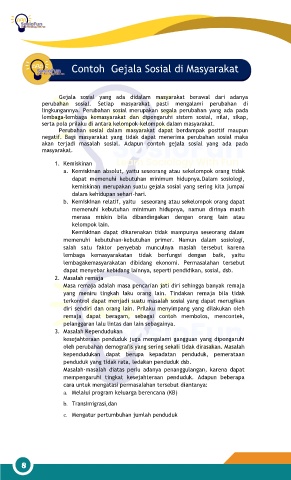 Contoh Gejala Sosial di Masyarakat
Gejala sosial yang ada didalam masyarakat berawal dari adanya
perubahan sosial. Setiap masyarakat pasti mengalami perubahan di
lingkungannya. Perubahan sosial merupakan segala perubahan yang ada pada
lembaga-lembaga kemasyarakat dan dipengaruhi sistem sosial, nilai, sikap,
serta pola prilaku di antara kelompok-kelompok dalam masyarakat.
Perubahan sosial dalam masyarakat dapat berdampak positif maupun
negatif. Bagi masyarakat yang tidak dapat menerima perubahan sosial maka
akan terjadi masalah sosial. Adapun contoh gejala sosial yang ada pada
masyarakat.
1. Kemiskinan
a. Kemiskinan absolut, yaitu seseorang atau sekelompok orang tidak
dapat memenuhi kebutuhan minimum hidupnya.Dalam sosiologi,
kemiskinan merupakan suatu gejala sosial yang sering kita jumpai
dalam kehidupan sehari-hari.
b. Kemiskinan relatif, yaitu seseorang atau sekelompok orang dapat
memenuhi kebutuhan minimum hidupnya, namun dirinya masih
merasa miskin bila dibandingakan dengan orang lain atau
kelompok lain.
Kemiskinan dapat dikarenakan tidak mampunya seseorang dalam
memenuhi kebutuhan-kebutuhan primer. Namun dalam sosiologi,
salah satu faktor penyebab munculnya maslah tersebut karena
lembaga kemasyarakatan tidak berfungsi dengan baik, yaitu
lembagakemasyarakatan dibidang ekonomi. Permasalahan tersebut
dapat menyebar kebidang lainnya, seperti pendidikan, sosial, dsb.
2. Masalah remaja
Masa remaja adalah masa pencarian jati diri sehingga banyak remaja
yang meniru tingkah laku orang lain. Tindakan remaja bila tidak
terkontrol dapat menjadi suatu masalah sosial yang dapat merugikan
diri sendiri dan orang lain. Prilaku menyimpang yang dilakukan oleh
remaja dapat beragam, sebagai contoh membolos, mencontek,
pelanggaran lalu lintas dan lain sebagainya.
3. Masalah Kependudukan
kesejahteraan penduduk juga mengalami gangguan yang dipengaruhi
oleh perubahan demografis yang sering sekali tidak dirasakan. Masalah
kependudukan dapat berupa kepadatan penduduk, pemerataan
penduduk yang tidak rata, ledakan penduduk dsb.
Masalah-masalah diatas perlu adanya penanggulangan, karena dapat
mempengaruhi tingkat kesejahteraan penduduk. Adapun beberapa
cara untuk mengatasi permasalahan tersebut diantanya:
a. Melalui program keluarga berencana (KB)
b. Transimigrasi,dan
c. Mengatur pertumbuhan jumlah penduduk
8